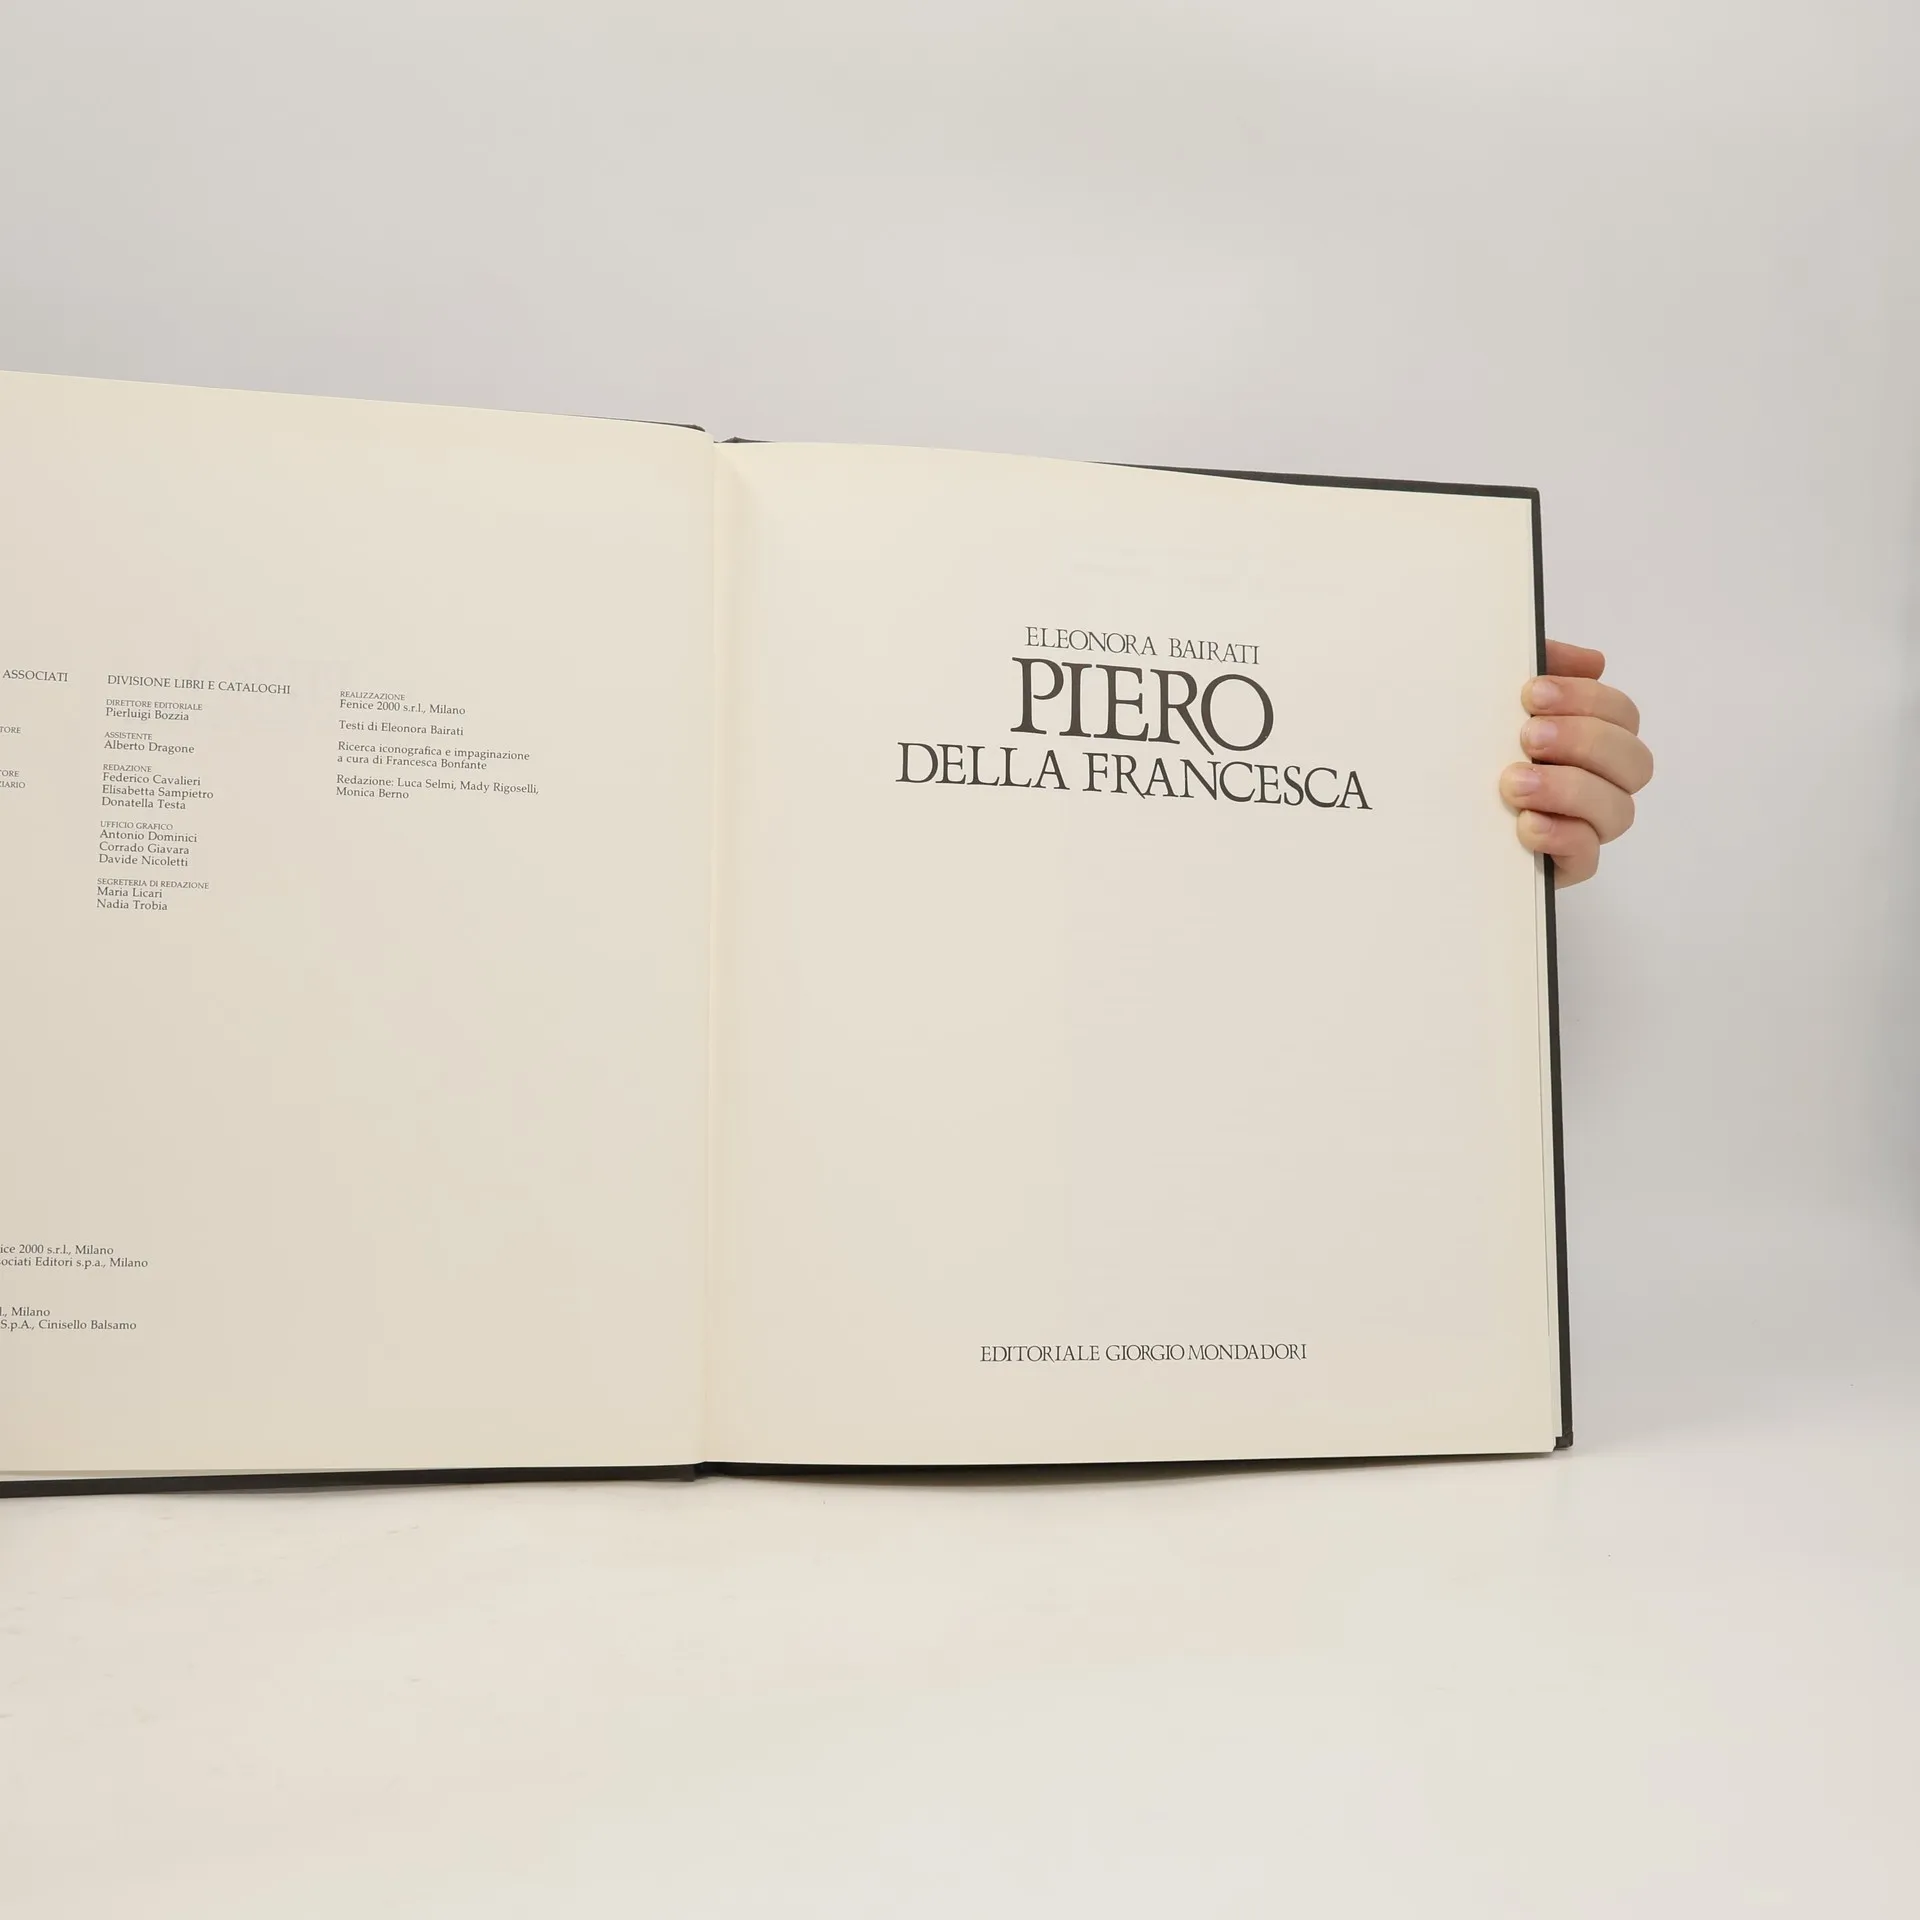 ASSOCIATI
TORE
TORE
ZIARIO
DIVISIONE LIBRI E CATALOGHI
DIRETTORE EDITORIALE
Pierluigi Bozzia
ASSISTENTE
Alberto Dragone
REDAZIONE
Federico Cavalieri
Elisabetta Sampietro
Donatella Testa
UFFICIO GRAFICO
Antonio Dominici
Corrado Giavara
Davide Nicoletti
SEGRETERIA DI REDAZIONE
Maria Licari
Nadia Trobia
REALIZZAZIONE
Fenice 2000 s.r.l., Milano
Testi di Eleonora Bairati
Ricerca iconografica e impaginazione
a cura di Francesca Bonfante
Redazione: Luca Selmi, Mady Rigoselli,
Monica Berno
ice 2000 s.r.l., Milano
ociati Editori s.p.a., Milano
l., Milano
S.p.A., Cinisello Balsamo
ELEONORA BAIRATI
PIERO
DELLA FRANCESCA
EDITORIALE GIORGIO MONDADORI